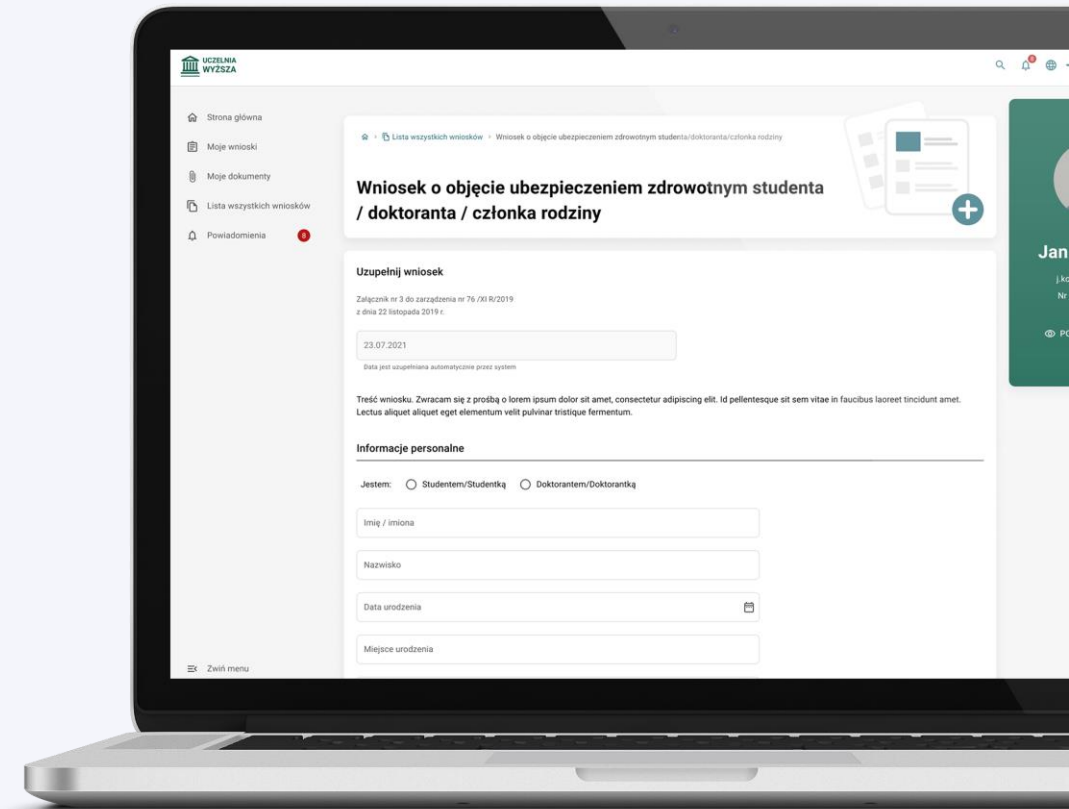 UCZELNIA
WYŻSZA
Strona główna
Moje wnioski
Moje dokumenty
Lista wszystkich wniosków
Powiadomienia 8
Zwiń menu
Lista wszystkich wniosków > Wniosek o objęcie ubezpieczeniem zdrowotnym studenta/doktoranta/członka rodziny
Wniosek o objęcie ubezpieczeniem zdrowotnym studenta
/ doktoranta / członka rodziny
Uzupełnij wniosek
Załącznik nr 3 do zarządzenia nr 76 /XI R/2019
z dnia 22 listopada 2019 r.
23.07.2021
Data jest uzupełniana automatycznie przez system
Treść wniosku. Zwracam się z prośbą o lorem ipsum dolor sit amet, consectetur adipiscing elit. Id pellentesque sit sem vitae in faucibus laoreet tincidunt amet.
Lectus aliquet aliquet eget elementum velit pulvinar tristique fermentum.
Informacje personalne
Jestem: Studentem/Studentką Doktorantem/Doktorantką
Imię / imiona
Nazwisko
Data urodzenia
Miejsce urodzenia
Jan
j.ko
Nr